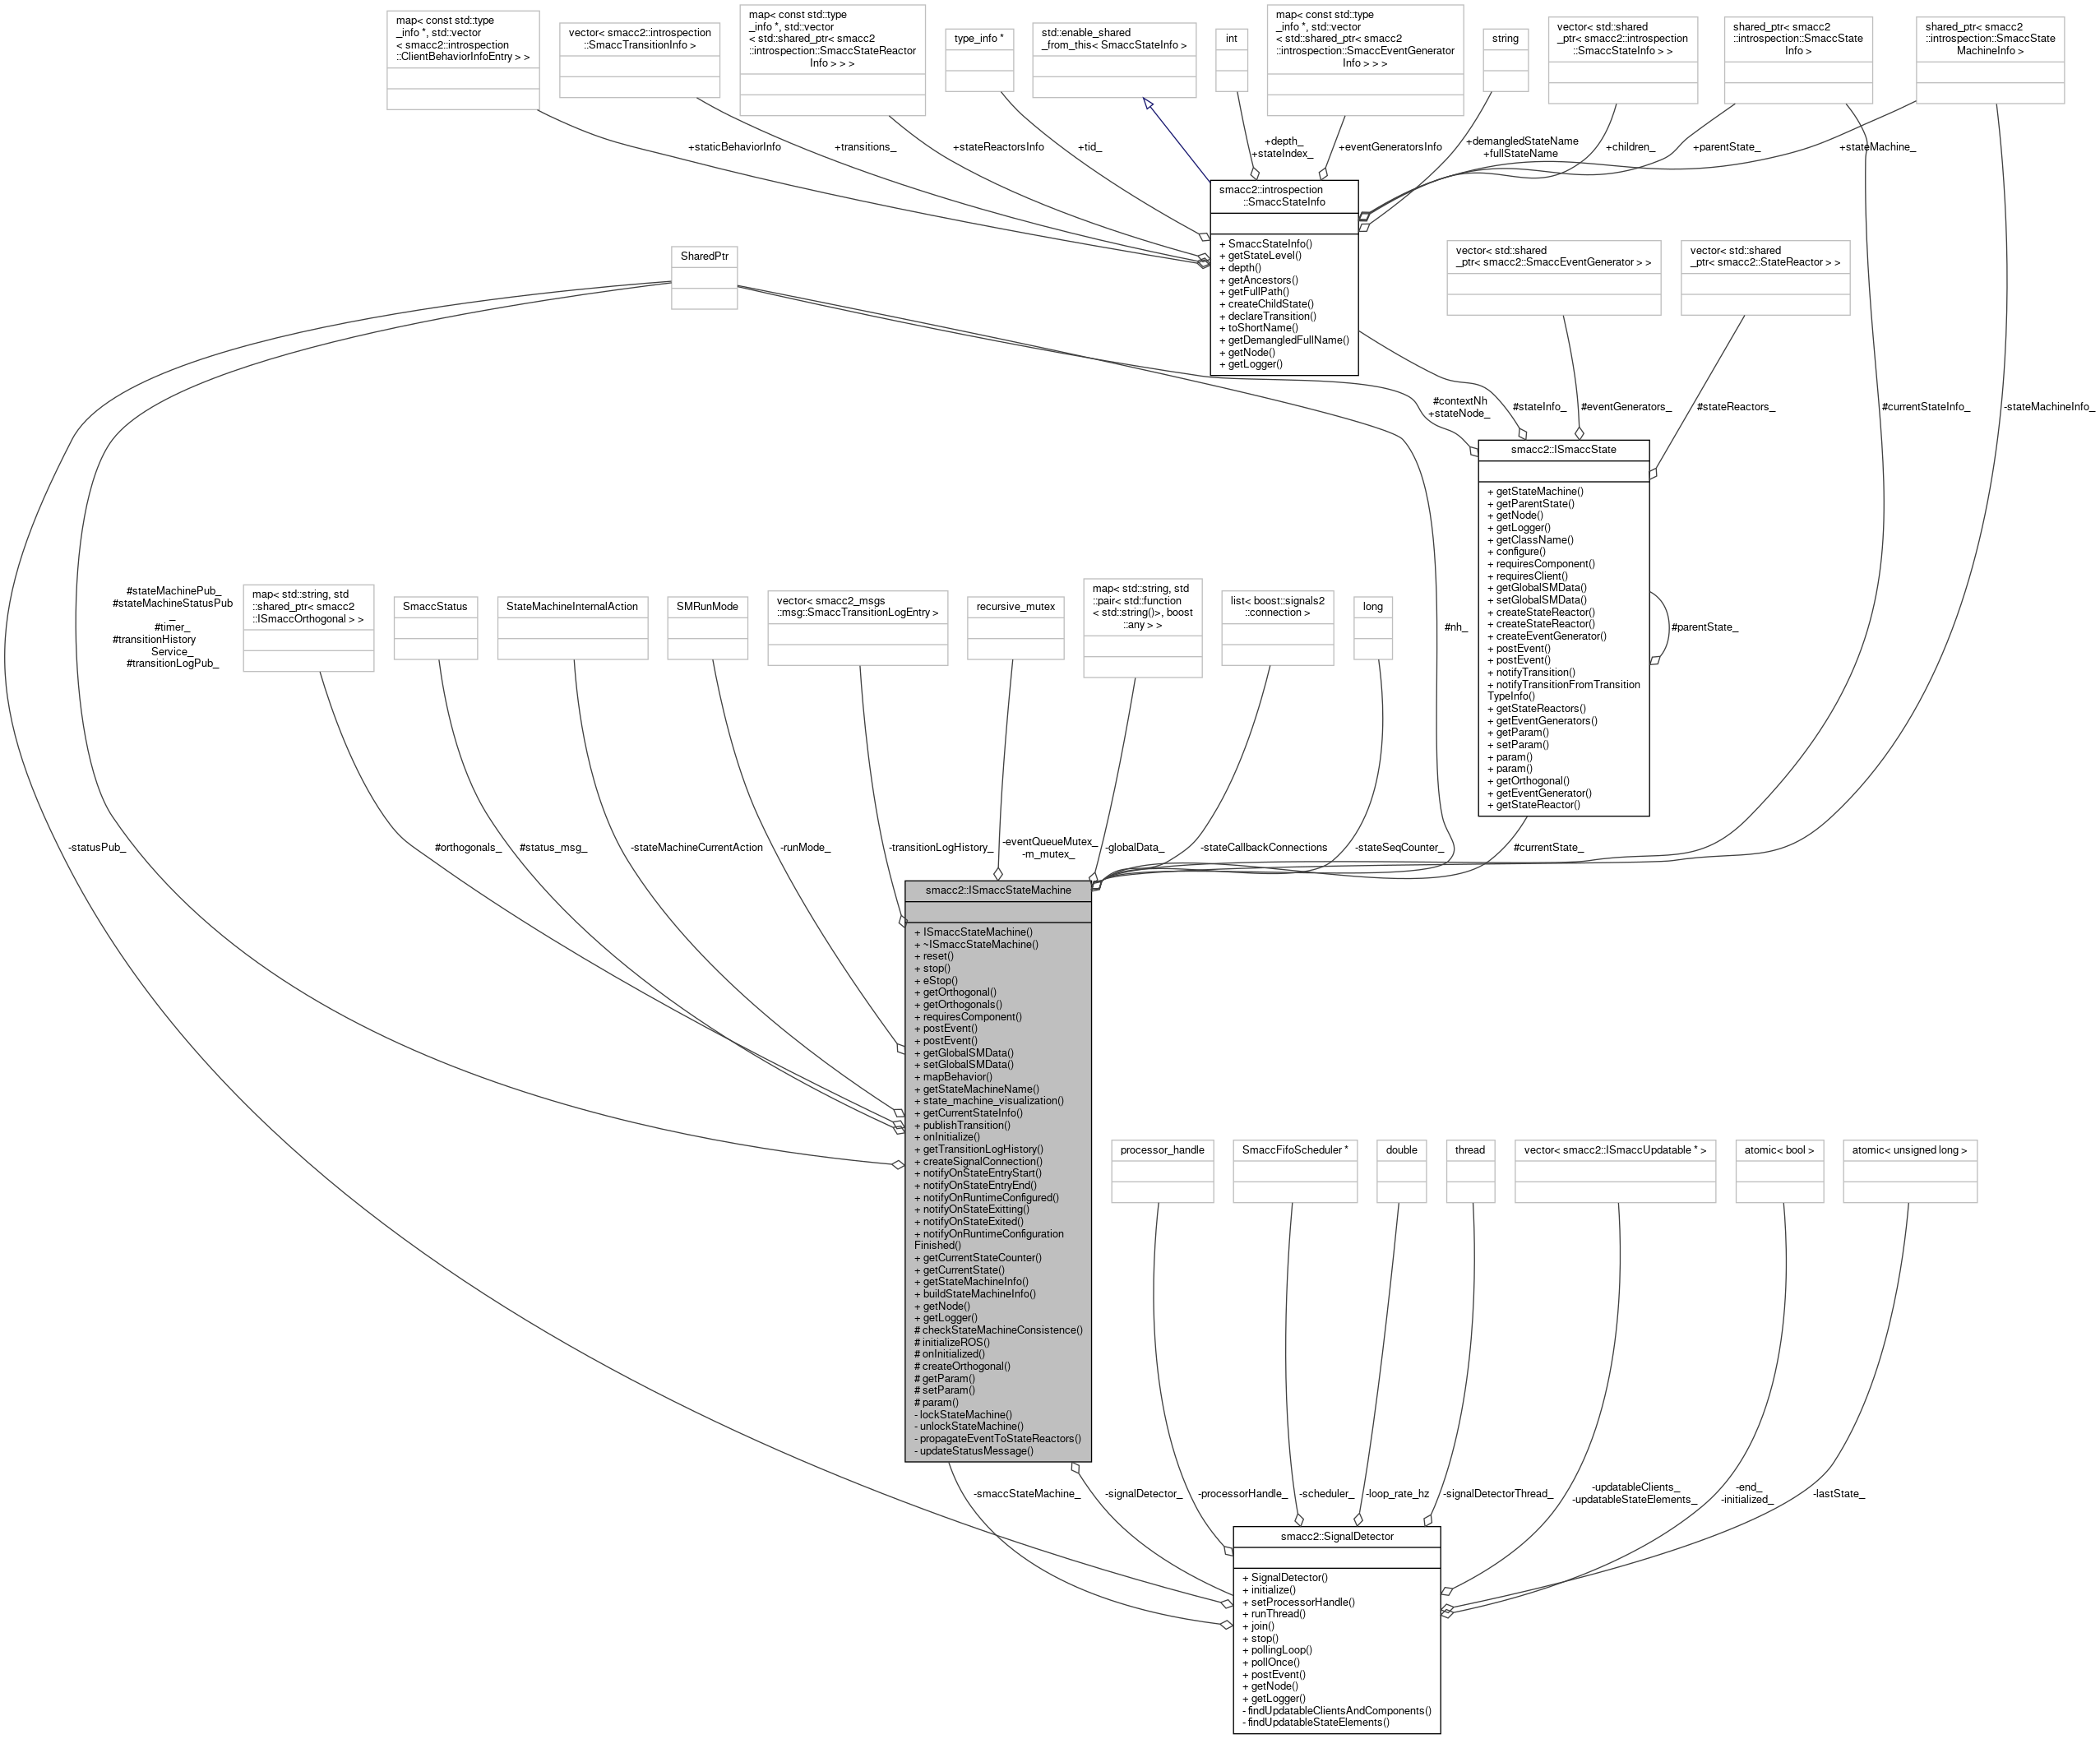 map< const std::type
_info *, std::vector
< smacc2::introspection
::ClientBehaviorInfoEntry > >
vector< smacc2::introspection
::SmaccTransitionInfo >
map< const std::type
_info *, std::vector
< std::shared_ptr< smacc2
::introspection::SmaccStateReactor
Info > > >
type_info *
std::enable_shared
_from_this< SmaccStateInfo >
int
map< const std::type
_info *, std::vector
< std::shared_ptr< smacc2
::introspection::SmaccEventGenerator
Info > > >
string
vector< std::shared
_ptr< smacc2::introspection
::SmaccStateInfo > >
shared_ptr< smacc2
::introspection::SmaccState
Info >
shared_ptr< smacc2
::introspection::SmaccState
MachineInfo >
+staticBehaviorInfo
+transitions_
+stateReactorsInfo
+tid_
+depth_
+stateIndex_
+eventGeneratorsInfo
+demangledStateName
+fullStateName
+children_
+parentState_
+stateMachine_
smacc2::introspection
::SmaccStateInfo
+ SmaccStateInfo()
+ getStateLevel()
+ depth()
+ getAncestors()
+ getFullPath()
+ createChildState()
+ declareTransition()
+ toShortName()
+ getDemangledFullName()
+ getNode()
+ getLogger()
SharedPtr
vector< std::shared
_ptr< smacc2::SmaccEventGenerator > >
vector< std::shared
_ptr< smacc2::StateReactor > >
#contextNh
+stateNode_
#stateInfo_
#eventGenerators_
#stateReactors_
#currentStateInfo_
-stateMachineInfo_
smacc2::ISmaccState
+ getStateMachine()
+ getParentState()
+ getNode()
+ getLogger()
+ getClassName()
+ configure()
+ requiresComponent()
+ requiresClient()
+ getGlobalSMData()
+ setGlobalSMData()
+ createStateReactor()
+ createStateReactor()
+ createEventGenerator()
+ postEvent()
+ postEvent()
+ notifyTransition()
+ notifyTransitionFromTransition
TypeInfo()
+ getStateReactors()
+ getEventGenerators()
+ getParam()
+ setParam()
+ param()
+ param()
+ getOrthogonal()
+ getEventGenerator()
+ getStateReactor()
#parentState_
#nh_
#stateMachinePub_
#stateMachineStatusPub
_
#timer_
#transitionHistory
Service_
#transitionLogPub_
map< std::string, std
::shared_ptr< smacc2
::ISmaccOrthogonal > >
SmaccStatus
StateMachineInternalAction
SMRunMode
vector< smacc2_msgs
::msg::SmaccTransitionLogEntry >
recursive_mutex
map< std::string, std
::pair< std::function
< std::string()>, boost
::any > >
list< boost::signals2
::connection >
long
-statusPub_
#orthogonals_
#status_msg_
-stateMachineCurrentAction
-runMode_
-transitionLogHistory_
-eventQueueMutex_
-m_mutex_
-globalData_
-stateCallbackConnections
-stateSeqCounter_
#currentState_
smacc2::ISmaccStateMachine
+ ISmaccStateMachine()
+ ~ISmaccStateMachine()
+ reset()
+ stop()
+ eStop()
+ getOrthogonal()
+ getOrthogonals()
+ requiresComponent()
+ postEvent()
+ postEvent()
+ getGlobalSMData()
+ setGlobalSMData()
+ mapBehavior()
+ getStateMachineName()
+ state_machine_visualization()
+ getCurrentStateInfo()
+ publishTransition()
+ onInitialize()
+ getTransitionLogHistory()
+ createSignalConnection()
+ notifyOnStateEntryStart()
+ notifyOnStateEntryEnd()
+ notifyOnRuntimeConfigured()
+ notifyOnStateExitting()
+ notifyOnStateExited()
+ notifyOnRuntimeConfiguration
Finished()
+ getCurrentStateCounter()
+ getCurrentState()
+ getStateMachineInfo()
+ buildStateMachineInfo()
+ getNode()
+ getLogger()
# checkStateMachineConsistence()
# initializeROS()
# onInitialized()
# createOrthogonal()
# getParam()
# setParam()
# param()
- lockStateMachine()
- unlockStateMachine()
- propagateEventToStateReactors()
- updateStatusMessage()
processor_handle
SmaccFifoScheduler *
double
thread
vector< smacc2::ISmaccUpdatable * >
atomic< bool >
atomic< unsigned long >
-smaccStateMachine_
-signalDetector_
-processorHandle_
-scheduler_
-loop_rate_hz
-signalDetectorThread_
-updatableClients_
-updatableStateElements_
-end_
-initialized_
-lastState_
smacc2::SignalDetector
+ SignalDetector()
+ initialize()
+ setProcessorHandle()
+ runThread()
+ join()
+ stop()
+ pollingLoop()
+ pollOnce()
+ postEvent()
+ getNode()
+ getLogger()
- findUpdatableClientsAndComponents()
- findUpdatableStateElements()